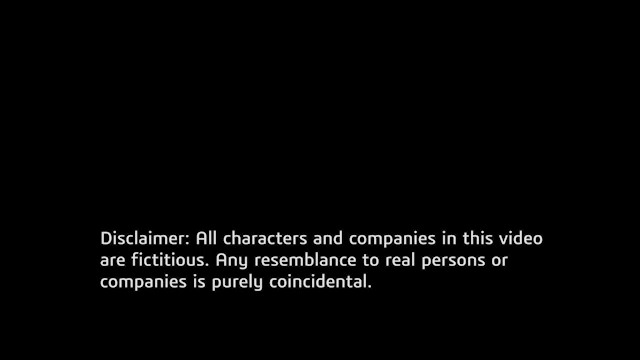 Disclaimer: All characters and companies in this video
are fictitious. Any resemblance to real persons or
companies is purely coincidental.